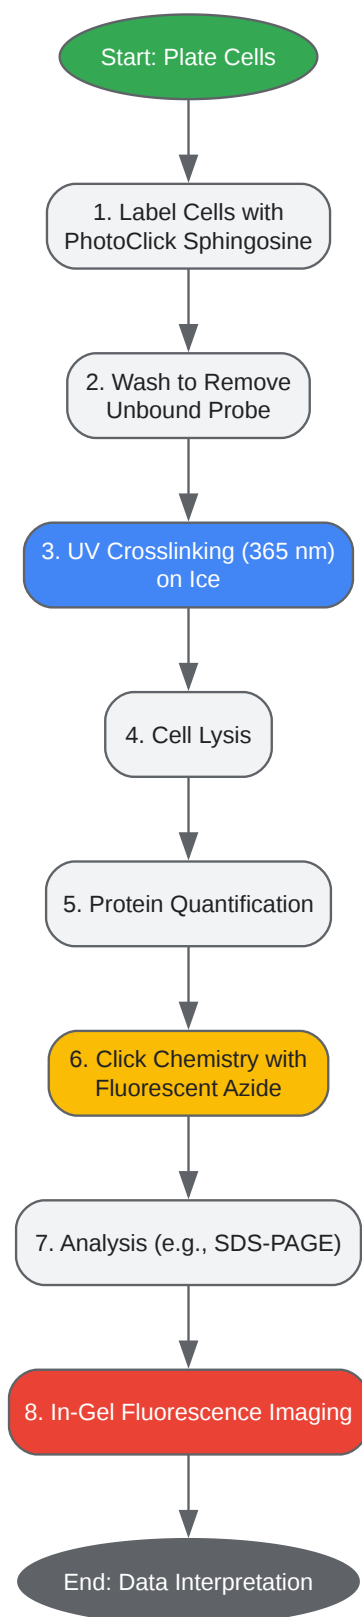 Start: Plate Cells
1. Label Cells with
PhotoClick Sphingosine
2. Wash to Remove
Unbound Probe
3. UV Crosslinking (365 nm)
on Ice
4. Cell Lysis
5. Protein Quantification
6. Click Chemistry with
Fluorescent Azide
7. Analysis (e.g., SDS-PAGE)
8. In-Gel Fluorescence Imaging
End: Data Interpretation